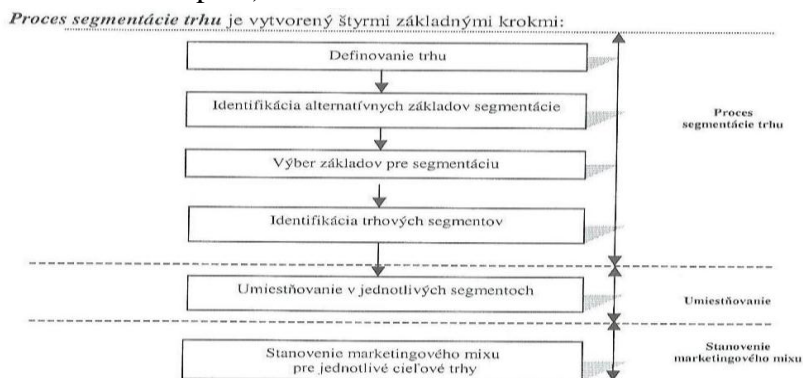 Proces segmentácie trhu je vytvorený štyrmi základnými krokmi:
Definovanie trhu
Identifikácia alternatívnych základov segmentácie
Proces
segmentácie trhu
Výber základov pre segmentáciu
Identifikácia trhových segmentov
Umiestňovanie v jednotlivých segmentoch
Umiestňovanie
Stanovenie marketingového mixu
pre jednotlivé cieľové trhy
Stanovenie
marketingového mixu